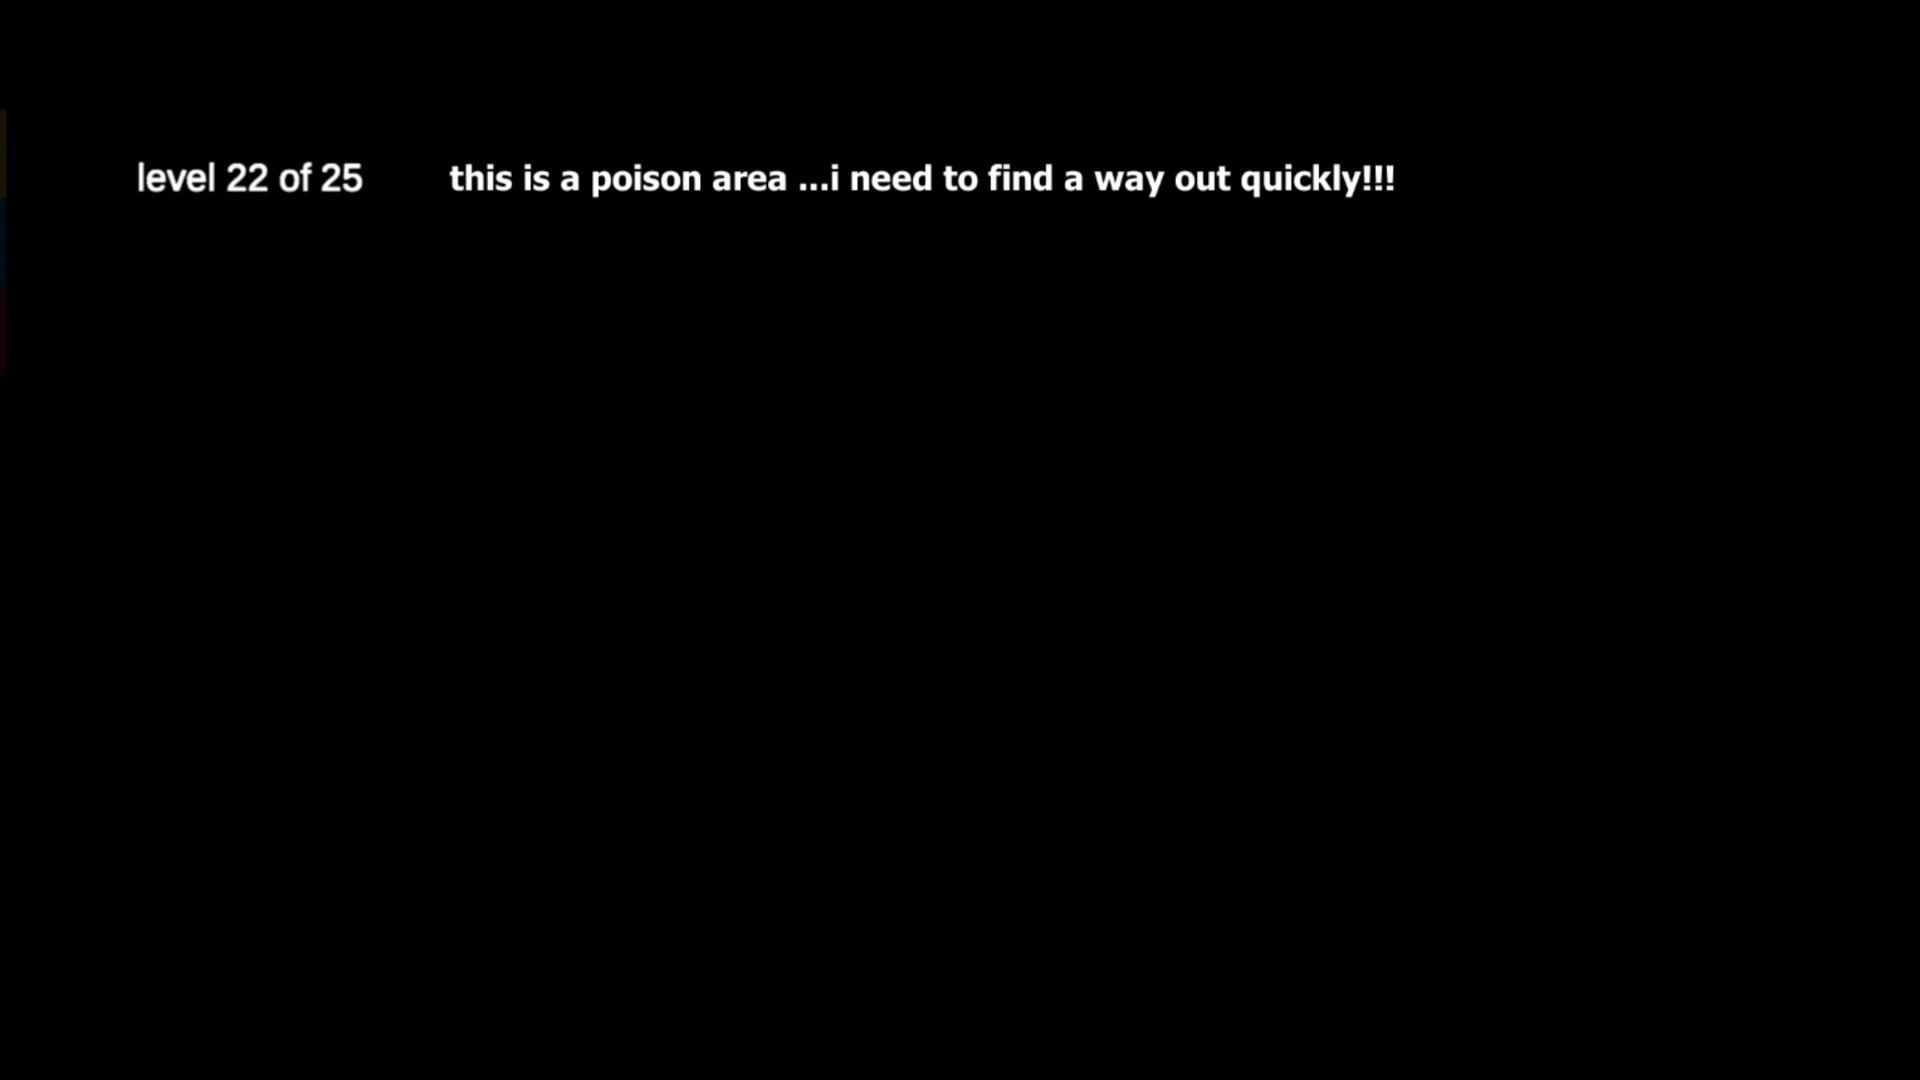 level 22 of 25 this is a poison area ...i need to find a way out quickly!!!